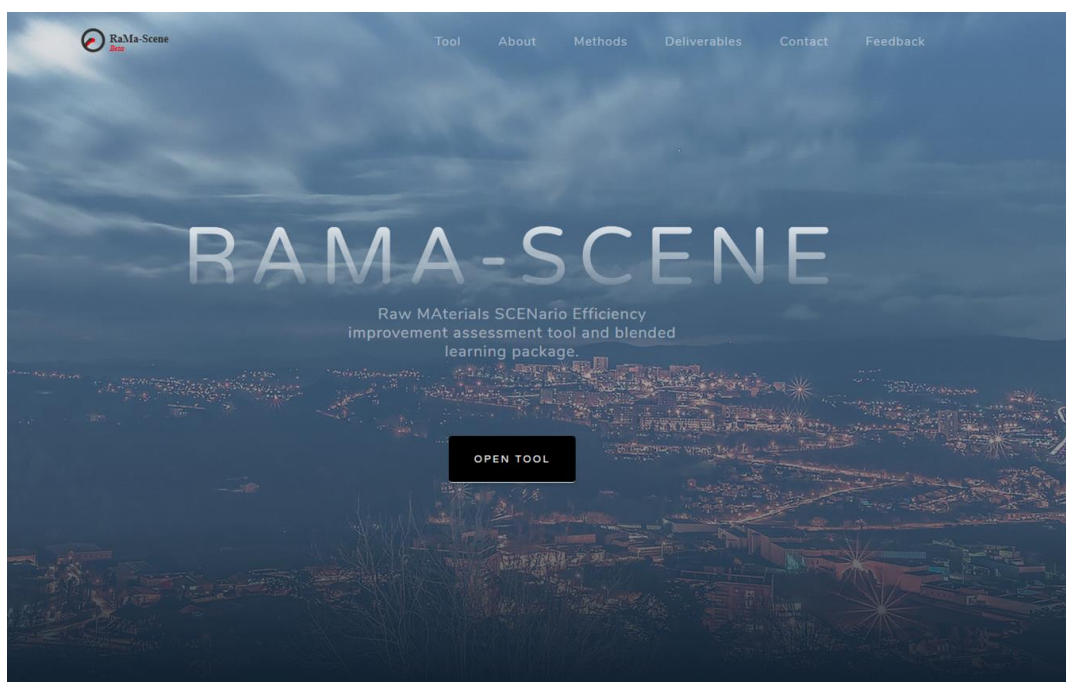 RaMa-Scene
Beta
Tool About Methods Deliverables Contact Feedback
RAMA-SCENE
Raw MAterials SCENario Efficiency
improvement assessment tool and blended
learning package.
OPEN TOOL